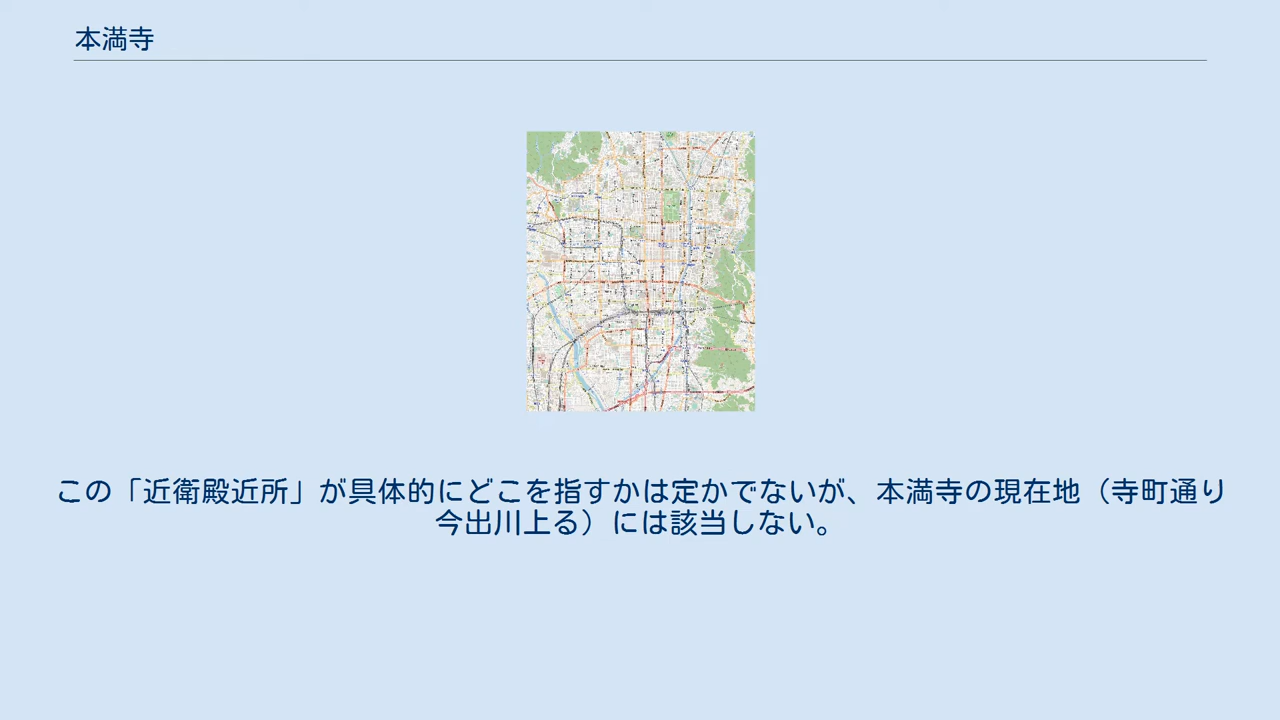 本満寺
この「近衛殿近所」が具体的にどこを指すかは定かでないが、本満寺の現在地（寺町通り
今出川上る）には該当しない。